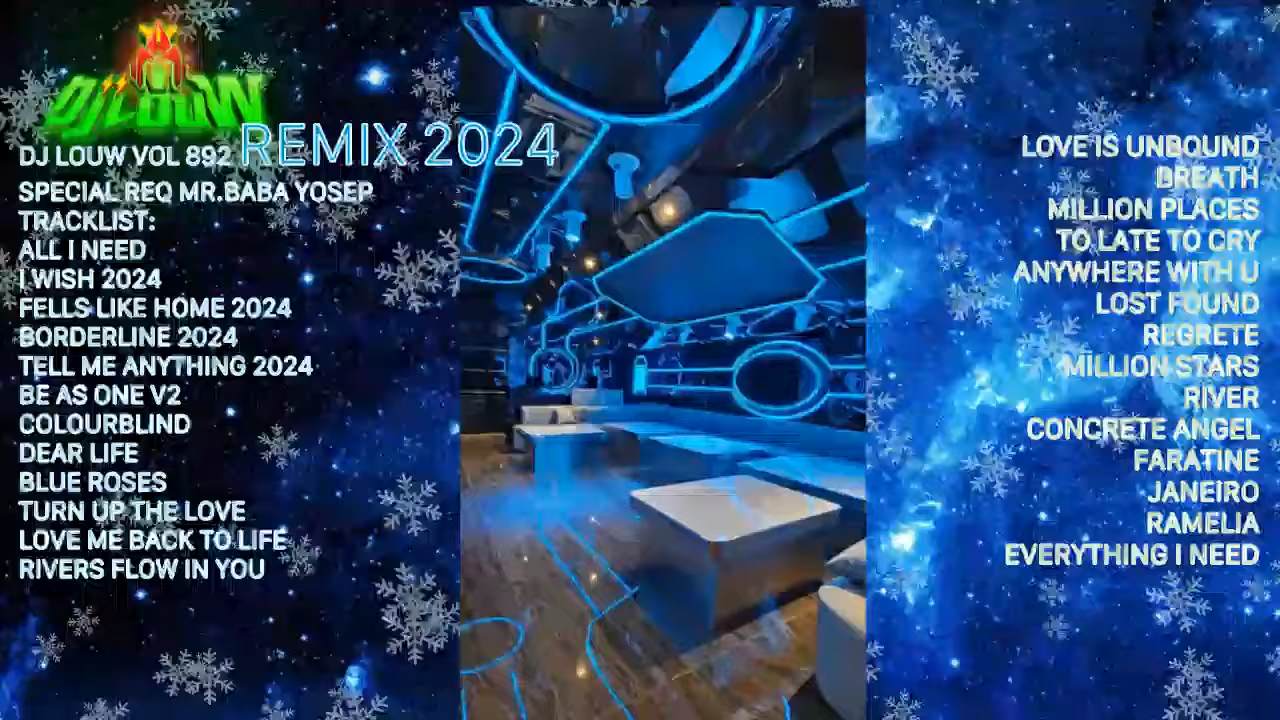 DJ LOUW
REMIX 2024
DJ LOUW VOL 892
SPECIAL REQ MR.BABA YOSEP
TRACKLIST:
ALL I NEED
I WISH 2024
FELLS LIKE HOME 2024
BORDERLINE 2024
TELL ME ANYTHING 2024
BE AS ONE V2
COLOURBLIND
DEAR LIFE
BLUE ROSES
TURN UP THE LOVE
LOVE ME BACK TO LIFE
RIVERS FLOW IN YOU
LOVE IS UNBOUND
BREATH
MILLION PLACES
TO LATE TO CRY
ANYWHERE WITH U
LOST FOUND
REGRETE
MILLION STARS
RIVER
CONCRETE ANGEL
FARATINE
JANEIRO
RAMELIA
EVERYTHING I NEED